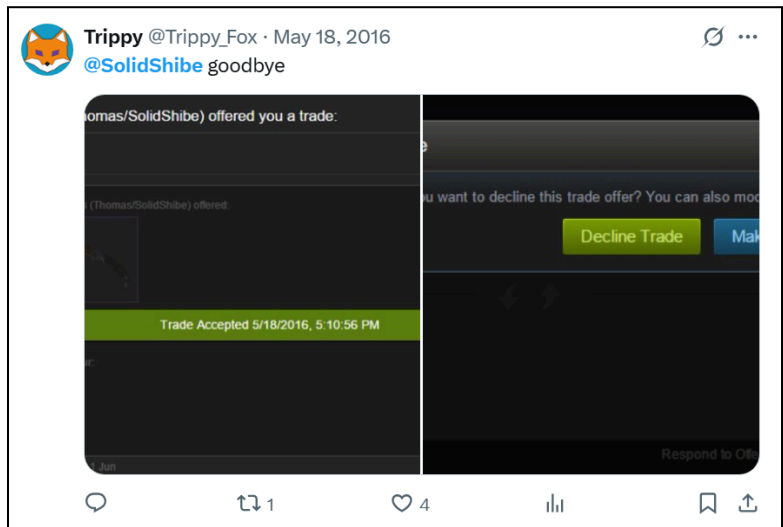 Trippy @Trippy_Fox · May 18, 2016
@SolidShibe goodbye
omas/SolidShibe) offered you a trade:
(Thomas/SolidShibe) offered:
Trade Accepted 5/18/2016, 5:10:56 PM
ur:
1 Jun
e
u want to decline this trade offer? You can also mod
Decline Trade
Mak
Respond to Offe
1
4